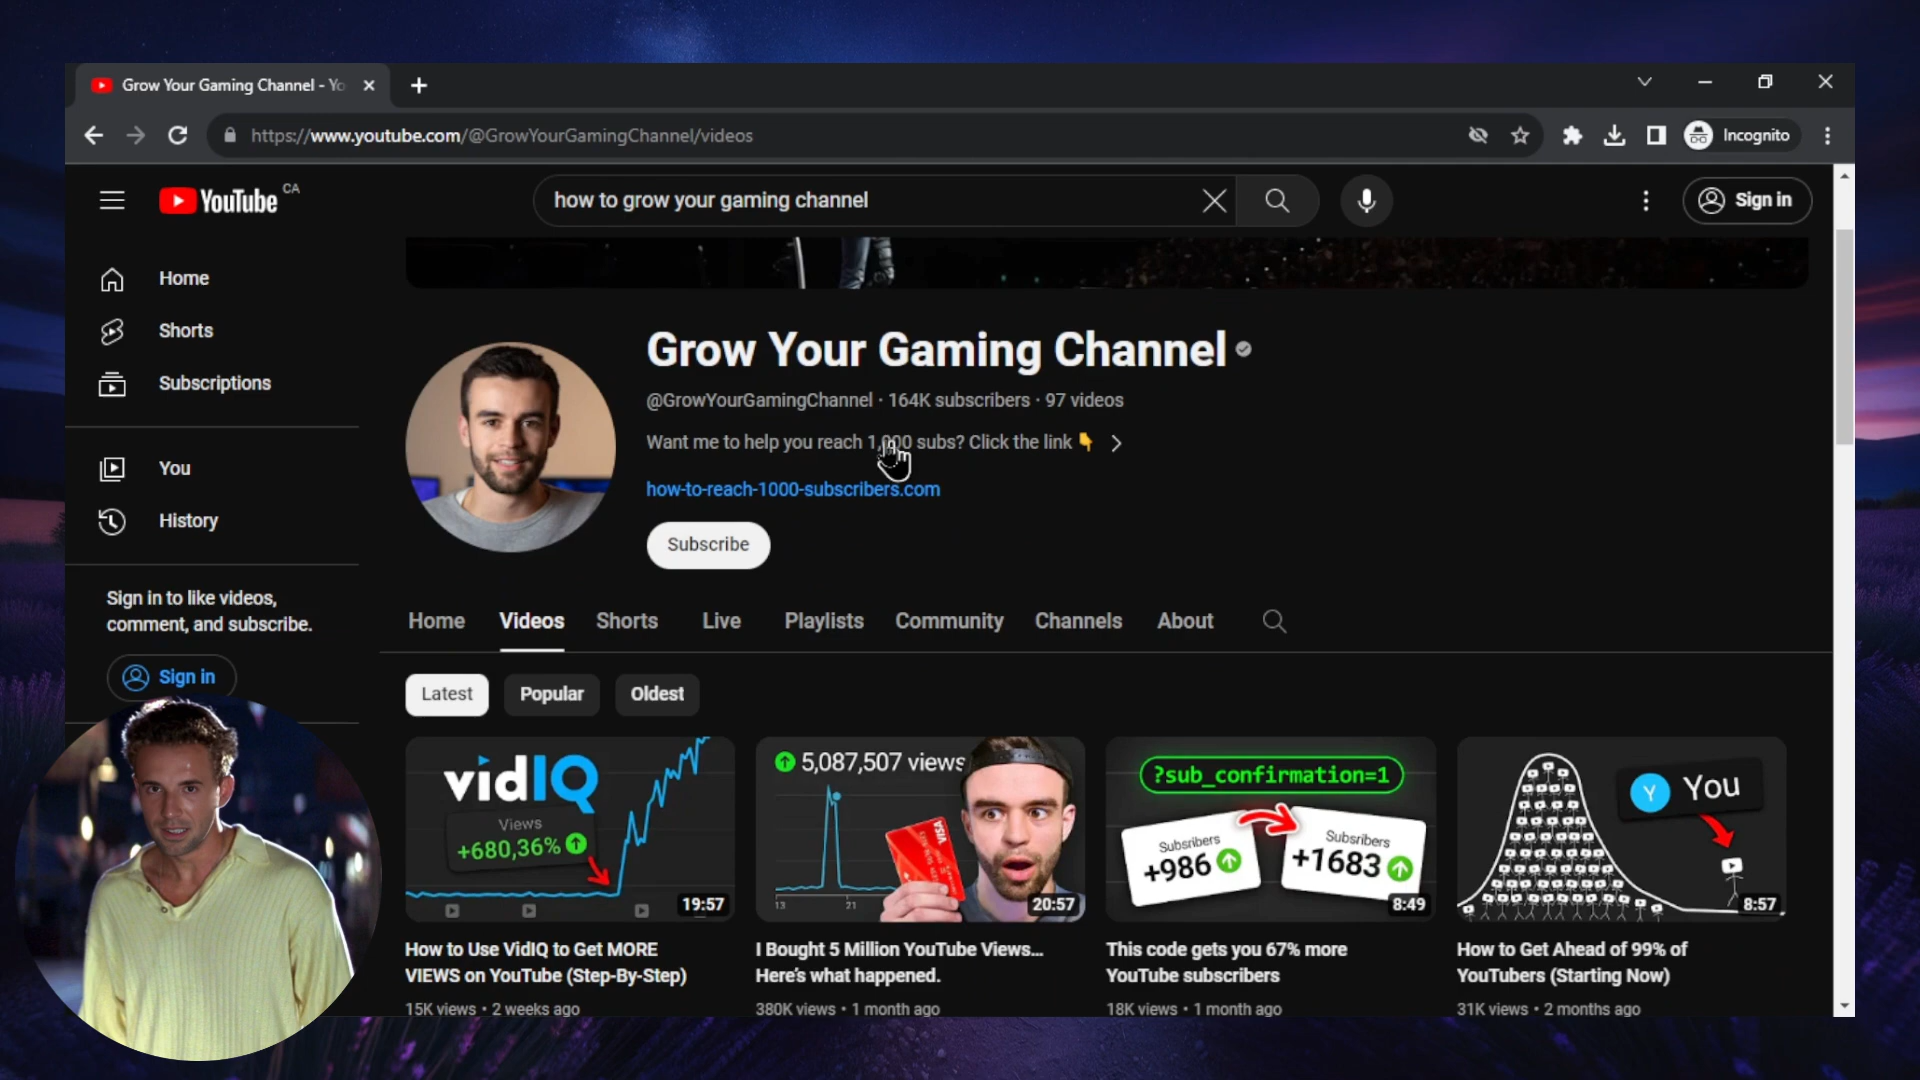 Grow Your Gaming Channel - Yo
https://www.youtube.com/@GrowYourGamingChannel/videos
Incognito
YouTube CA
how to grow your gaming channel
Sign in
Home
Shorts
Subscriptions
You
History
Sign in to like videos,
comment, and subscribe.
Sign in
Grow Your Gaming Channel
@GrowYourGamingChannel · 164K subscribers · 97 videos
Want me to help you reach 1,000 subs? Click the link 👇
how-to-reach-1000-subscribers.com
Subscribe
Home Videos Shorts Live Playlists Community Channels About
Latest Popular Oldest
vidIQ
Views
+680,36%
19:57
How to Use VidIQ to Get MORE
VIEWS on YouTube (Step-By-Step)
15K views • 2 weeks ago
5,087,507 views
VISA
13 21
20:57
I Bought 5 Million YouTube Views...
Here's what happened.
380K views • 1 month ago
?sub_confirmation=1
Subsribers
+986
Subsribers
+1683
8:49
This code gets you 67% more
YouTube subscribers
18K views • 1 month ago
Y You
8:57
How to Get Ahead of 99% of
YouTubers (Starting Now)
31K views • 2 months ago